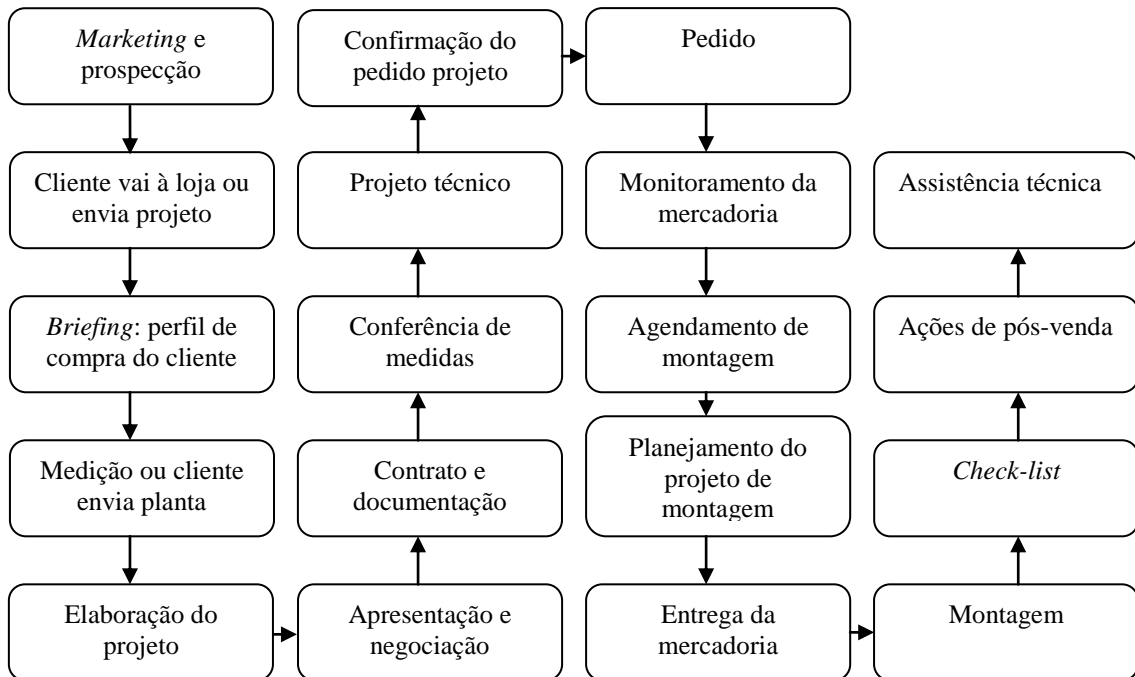 Marketing e
prospecção
Cliente vai à loja ou
envia projeto
Briefing: perfil de
compra do cliente
Medição ou cliente
envia planta
Elaboração do
projeto
Apresentação e
negociação
Contrato e
documentação
Conferência de
medidas
Projeto técnico
Confirmação do
pedido projeto
Pedido
Monitoramento da
mercadoria
Agendamento de
montagem
Planejamento do
projeto de
montagem
Entrega da
mercadoria
Montagem
Check-list
Ações de pós-venda
Assistência técnica